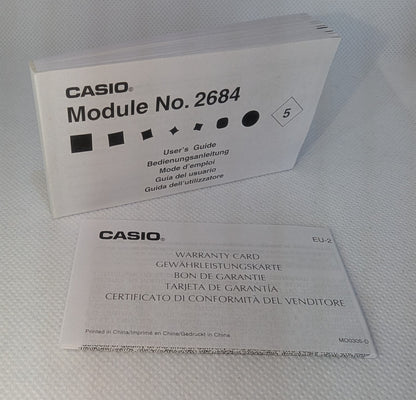 CASIO®
Module No. 2684
5
User's Guide
Bedienungsanleitung
Mode d'emploi
Guía del usuario
Guida dell'utilizzatore
CASIO®
EU-2
WARRANTY CARD
GEWÄHRLEISTUNGSKARTE
BON DE GARANTIE
TARJETA DE GARANTÍA
CERTIFICATO DI CONFORMITÀ DEL VENDITORE
Printed in China/Imprimé en Chine/Gedruckt in China
MO0306-D